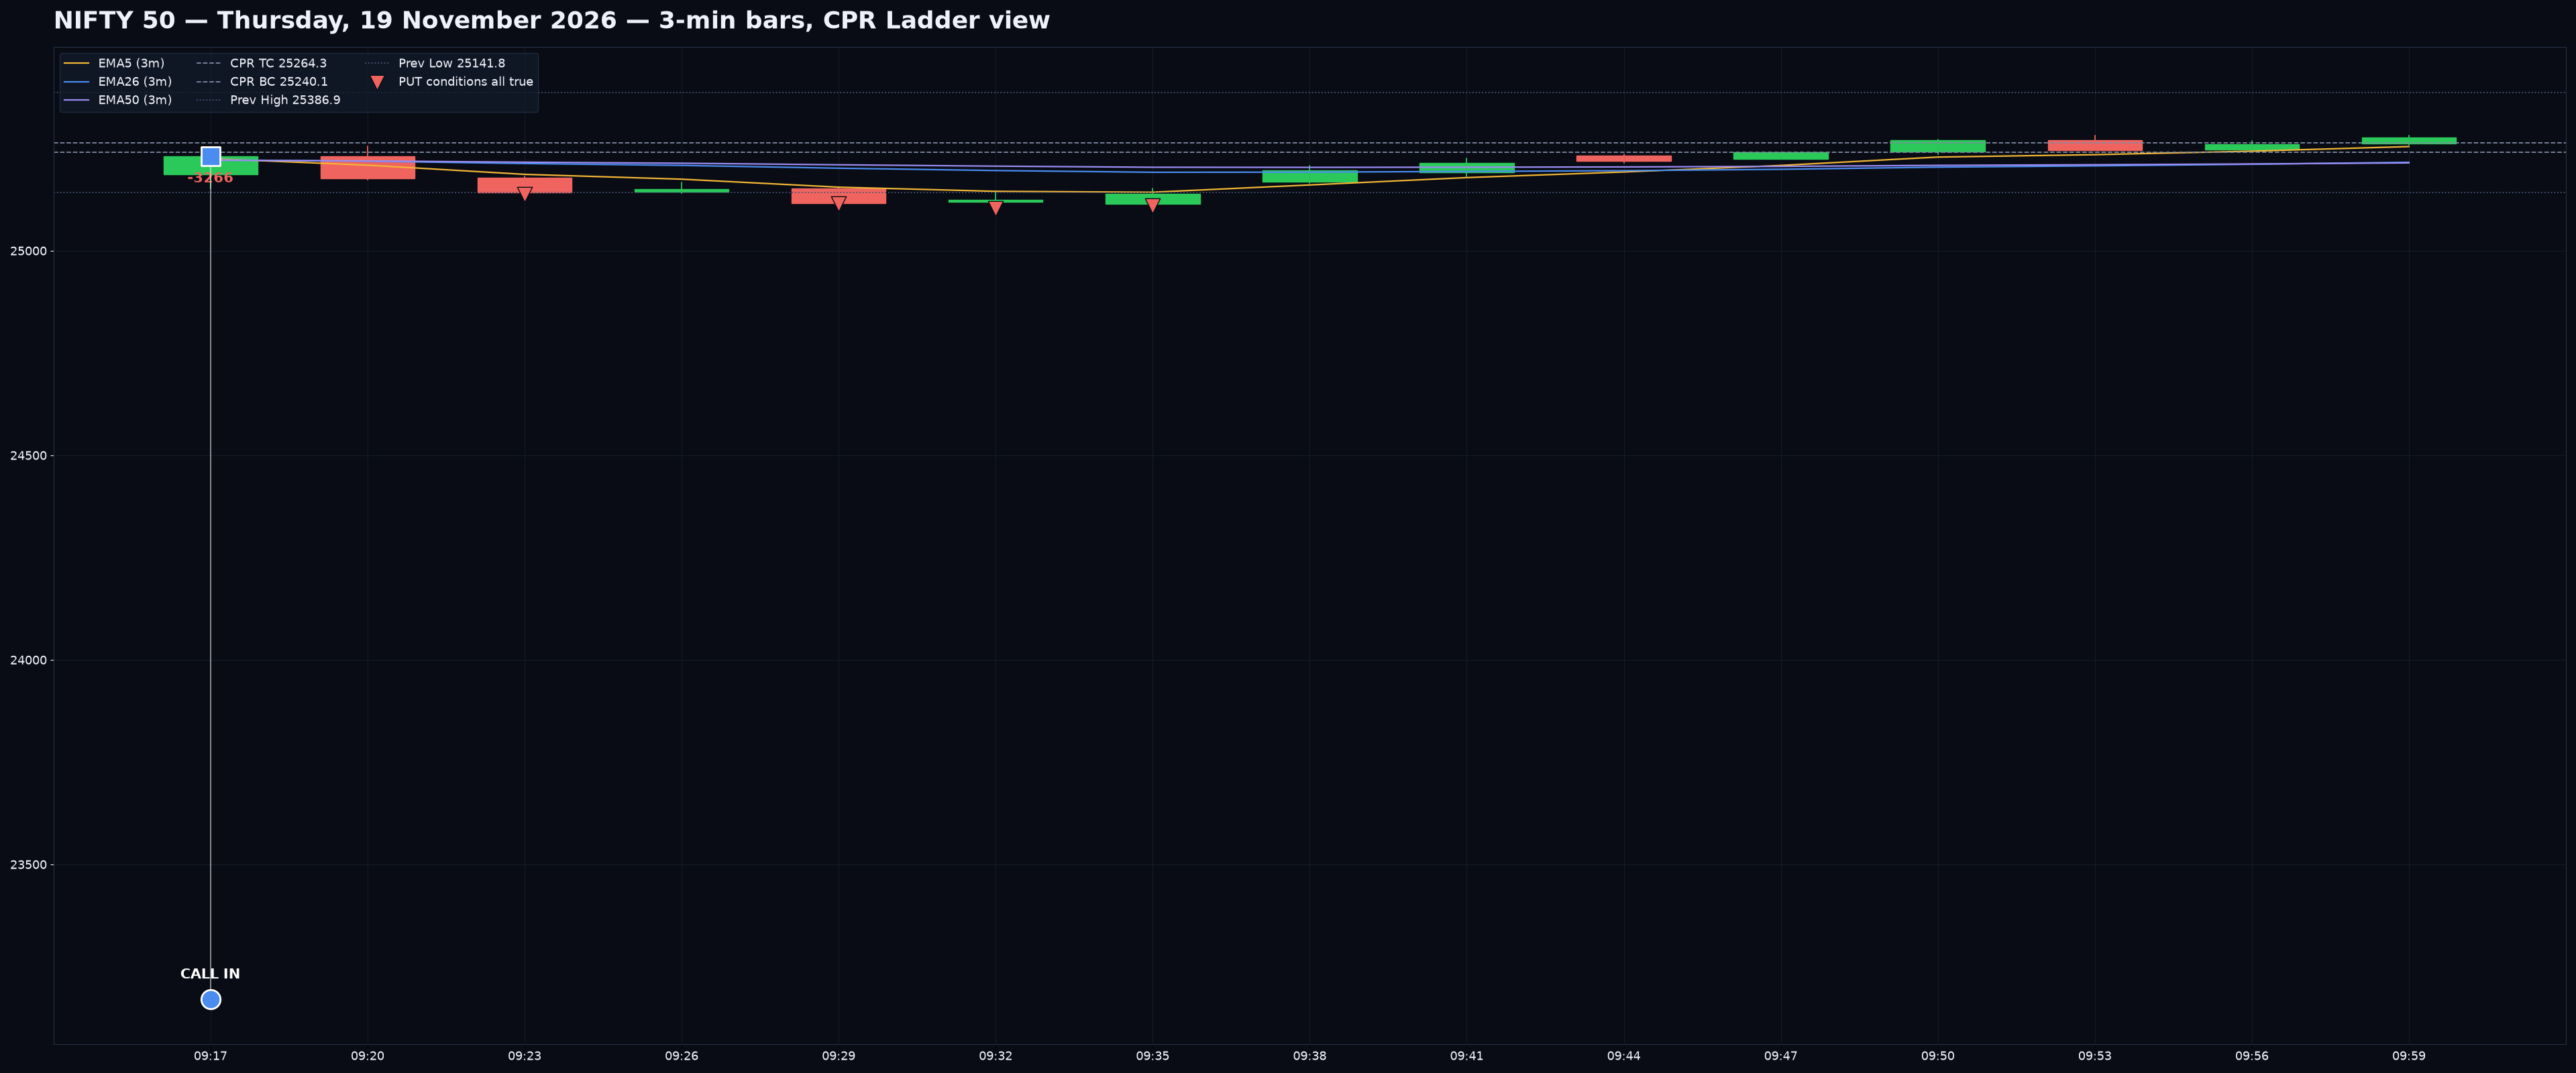 NIFTY 50 — Thursday, 19 November 2026 — 3-min bars, CPR Ladder view
EMA5 (3m)
EMA26 (3m)
EMA50 (3m)
CPR TC 25264.3
CPR BC 25240.1
Prev High 25386.9
Prev Low 25141.8
PUT conditions all true
-3266
25000
24500
24000
23500
CALL IN
09:17 09:20 09:23 09:26 09:29 09:32 09:35 09:38 09:41 09:44 09:47 09:50 09:53 09:56 09:59